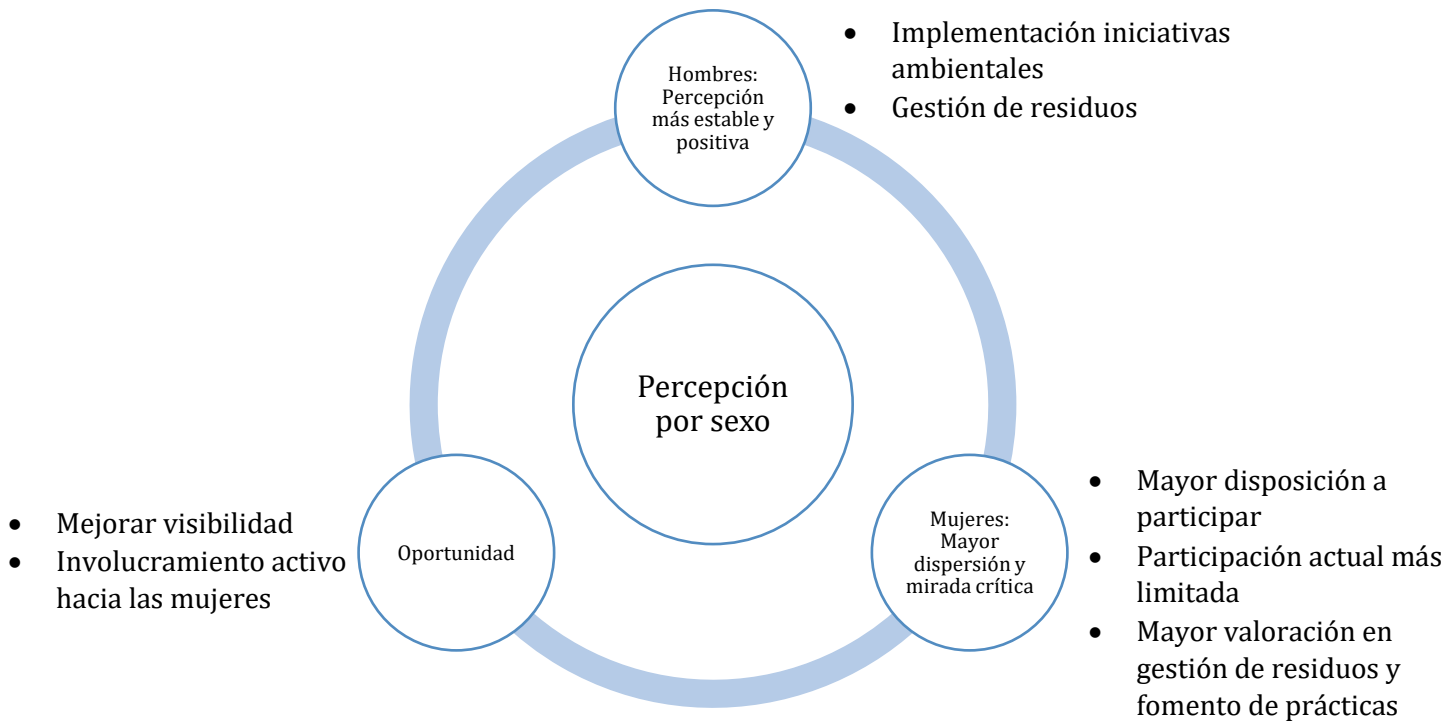 Hombres:
Percepción
más estable y
positiva
• Implementación iniciativas
ambientales
• Gestión de residuos
Percepción
por sexo
Mujeres:
Mayor
dispersión y
mirada crítica
• Mayor disposición a
participar
• Participación actual más
limitada
• Mayor valoración en
gestión de residuos y
fomento de prácticas
Oportunidad
• Mejorar visibilidad
• Involucramiento activo
hacia las mujeres